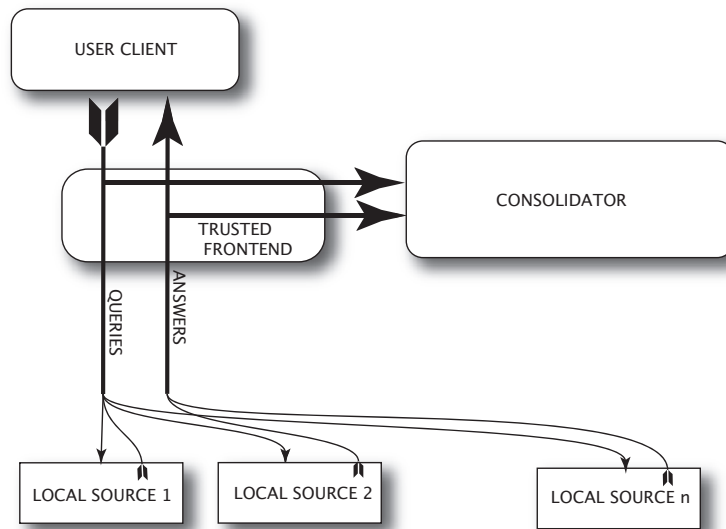 USER CLIENT
CONSOLIDATOR
TRUSTED
FRONTEND
QUERIES
ANSWERS
LOCAL SOURCE 1
LOCAL SOURCE 2
LOCAL SOURCE n